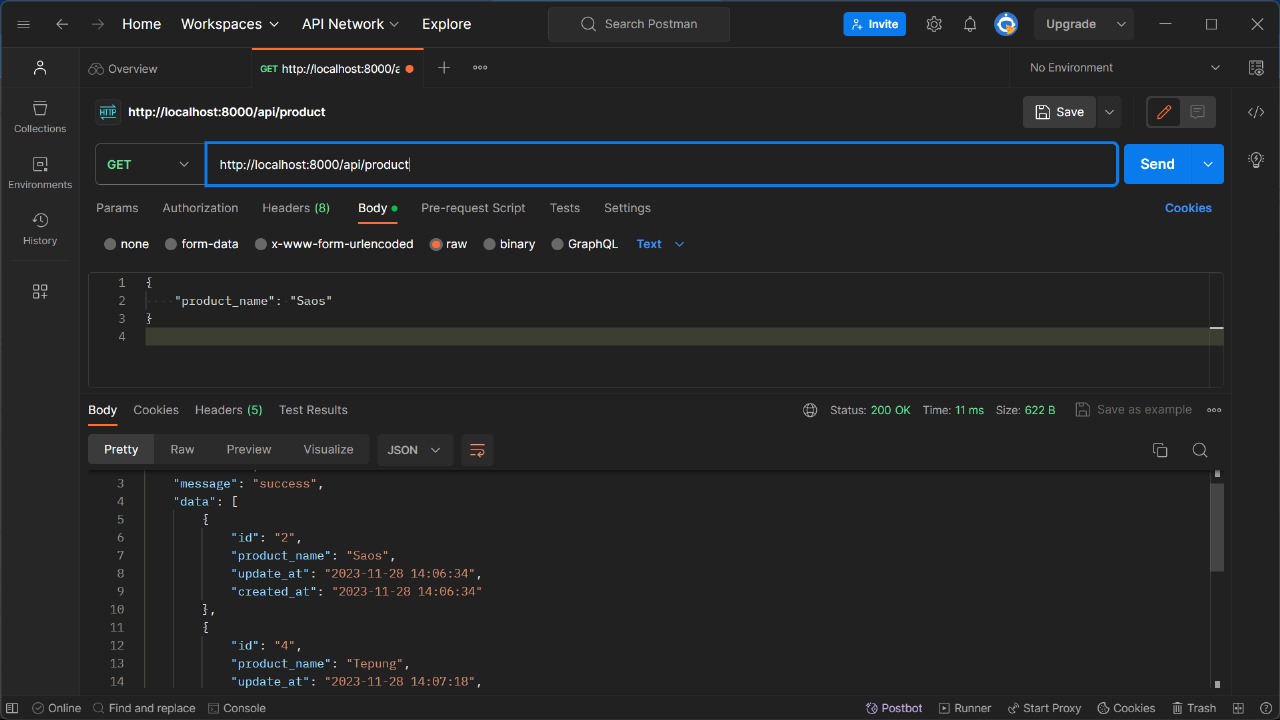 Home Workspaces API Network Explore Search Postman Invite Upgrade
Overview GET http://localhost:8000/a No Environment
HTTP http://localhost:8000/api/product Save
Collections
GET http://localhost:8000/api/product Send
Environments
Params Authorization Headers (8) Body Pre-request Script Tests Settings Cookies
History
none form-data x-www-form-urlencoded raw binary GraphQL Text
1 {
2 "product_name": "Saos"
3 }
4
Body Cookies Headers (5) Test Results Status: 200 OK Time: 11 ms Size: 622 B Save as example
Pretty Raw Preview Visualize JSON
3 "message": "success",
4 "data": [
5 {
6 "id": "2",
7 "product_name": "Saos",
8 "update_at": "2023-11-28 14:06:34",
9 "created_at": "2023-11-28 14:06:34"
10 },
11 {
12 "id": "4",
13 "product_name": "Tepung",
14 "update_at": "2023-11-28 14:07:18",
Online Find and replace Console Postbot Runner Start Proxy Cookies Trash